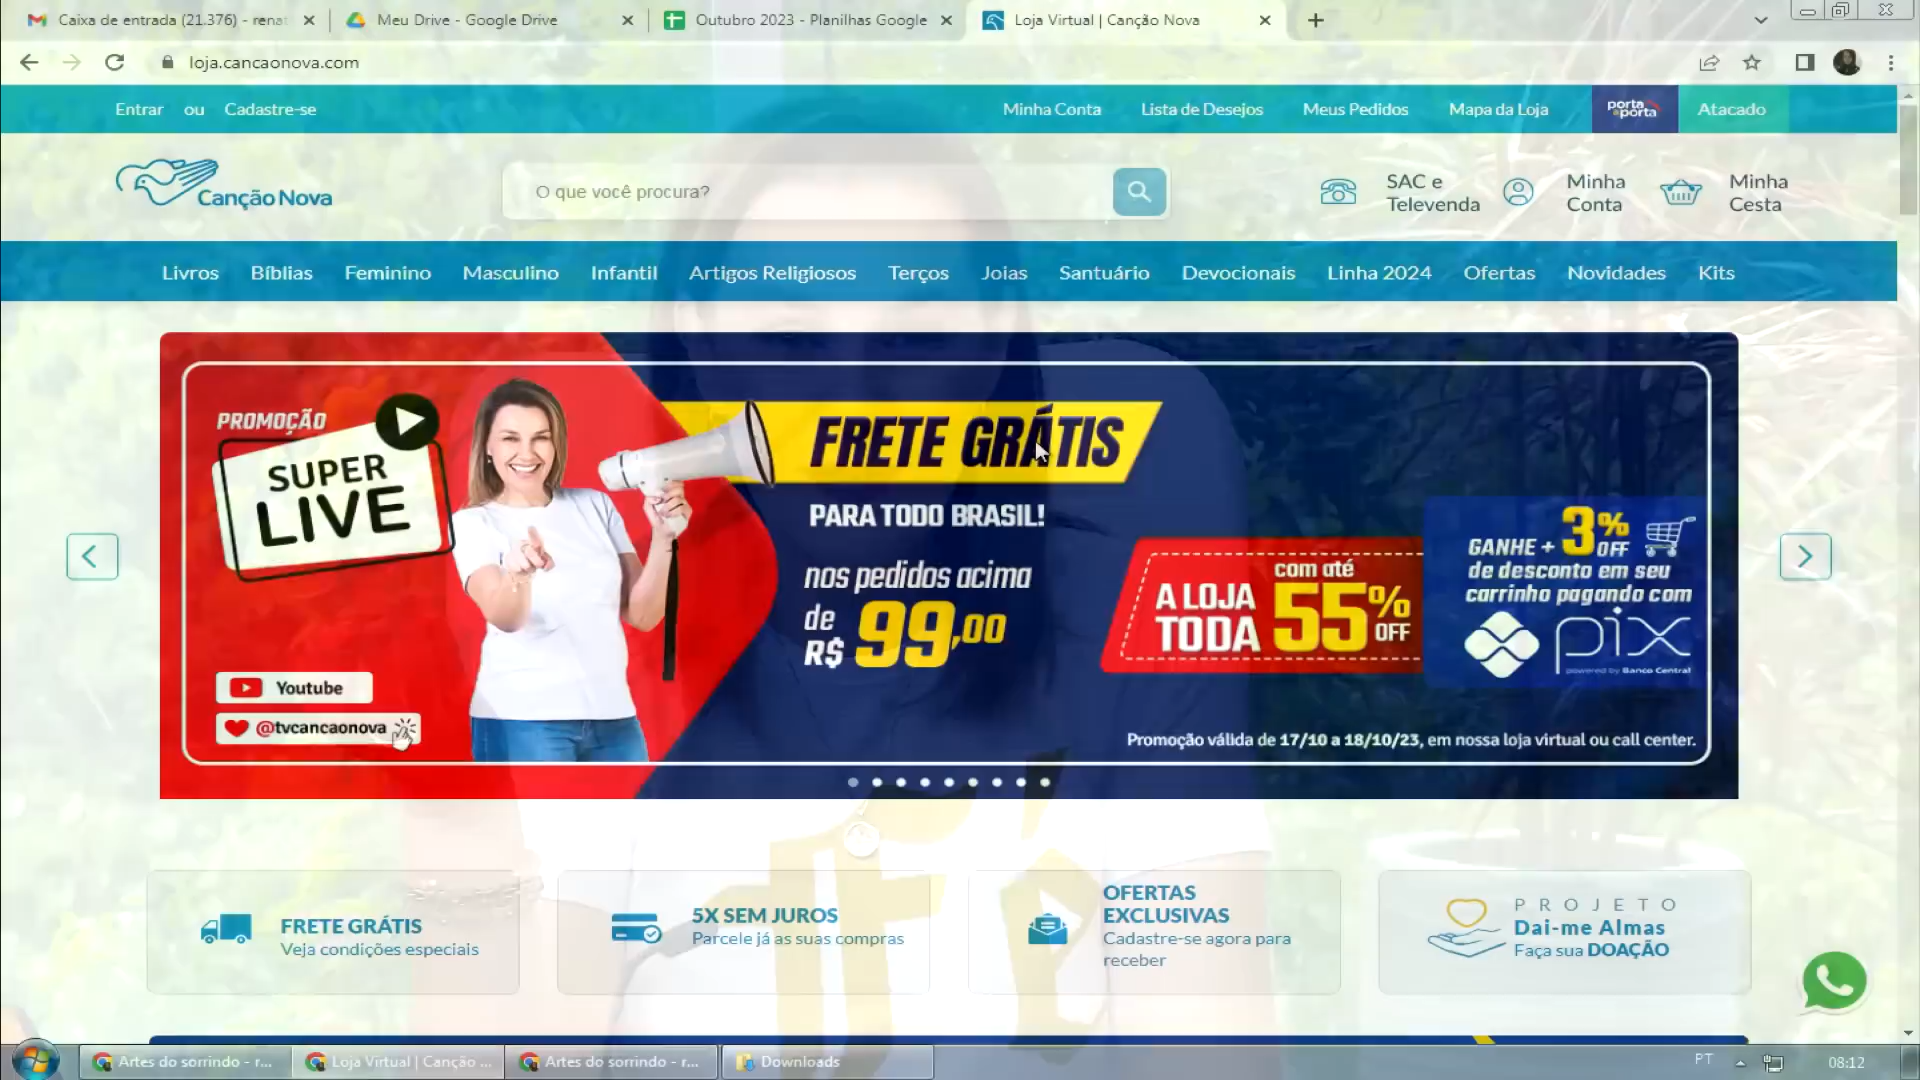 Caixa de entrada (21.376) - rena
Meu Drive - Google Drive
Outubro 2023 - Planilhas Google
Loja Virtual | Canção Nova
loja.cancaonova.com
Entrar ou Cadastre-se
Minha Conta
Lista de Desejos
Meus Pedidos
Mapa da Loja
porta a porta
Atacado
Canção Nova
O que você procura?
SAC e
Televenda
Minha
Conta
Minha
Cesta
Livros Bíblias Feminino Masculino Infantil Artigos Religiosos Terços Joias Santuário Devocionais Linha 2024 Ofertas Novidades Kits
PROMOÇÃO
SUPER
LIVE
Youtube
@tvcancaonova
FRETE GRÁTIS
PARA TODO BRASIL!
nos pedidos acima
de
R$ 99,00
A LOJA
TODA
com até
55% OFF
GANHE + 3% OFF
de desconto em seu
carrinho pagando com
pix
powered by Banco Central
Promoção válida de 17/10 a 18/10/23, em nossa loja virtual ou call center.
FRETE GRÁTIS
Veja condições especiais
5X SEM JUROS
Parcele já as suas compras
OFERTAS
EXCLUSIVAS
Cadastre-se agora para
receber
PROJETO
Dai-me Almas
Faça sua DOAÇÃO
Artes do sorrindo - r...
Loja Virtual | Canção ...
Artes do sorrindo - r...
Downloads
PT
08:12